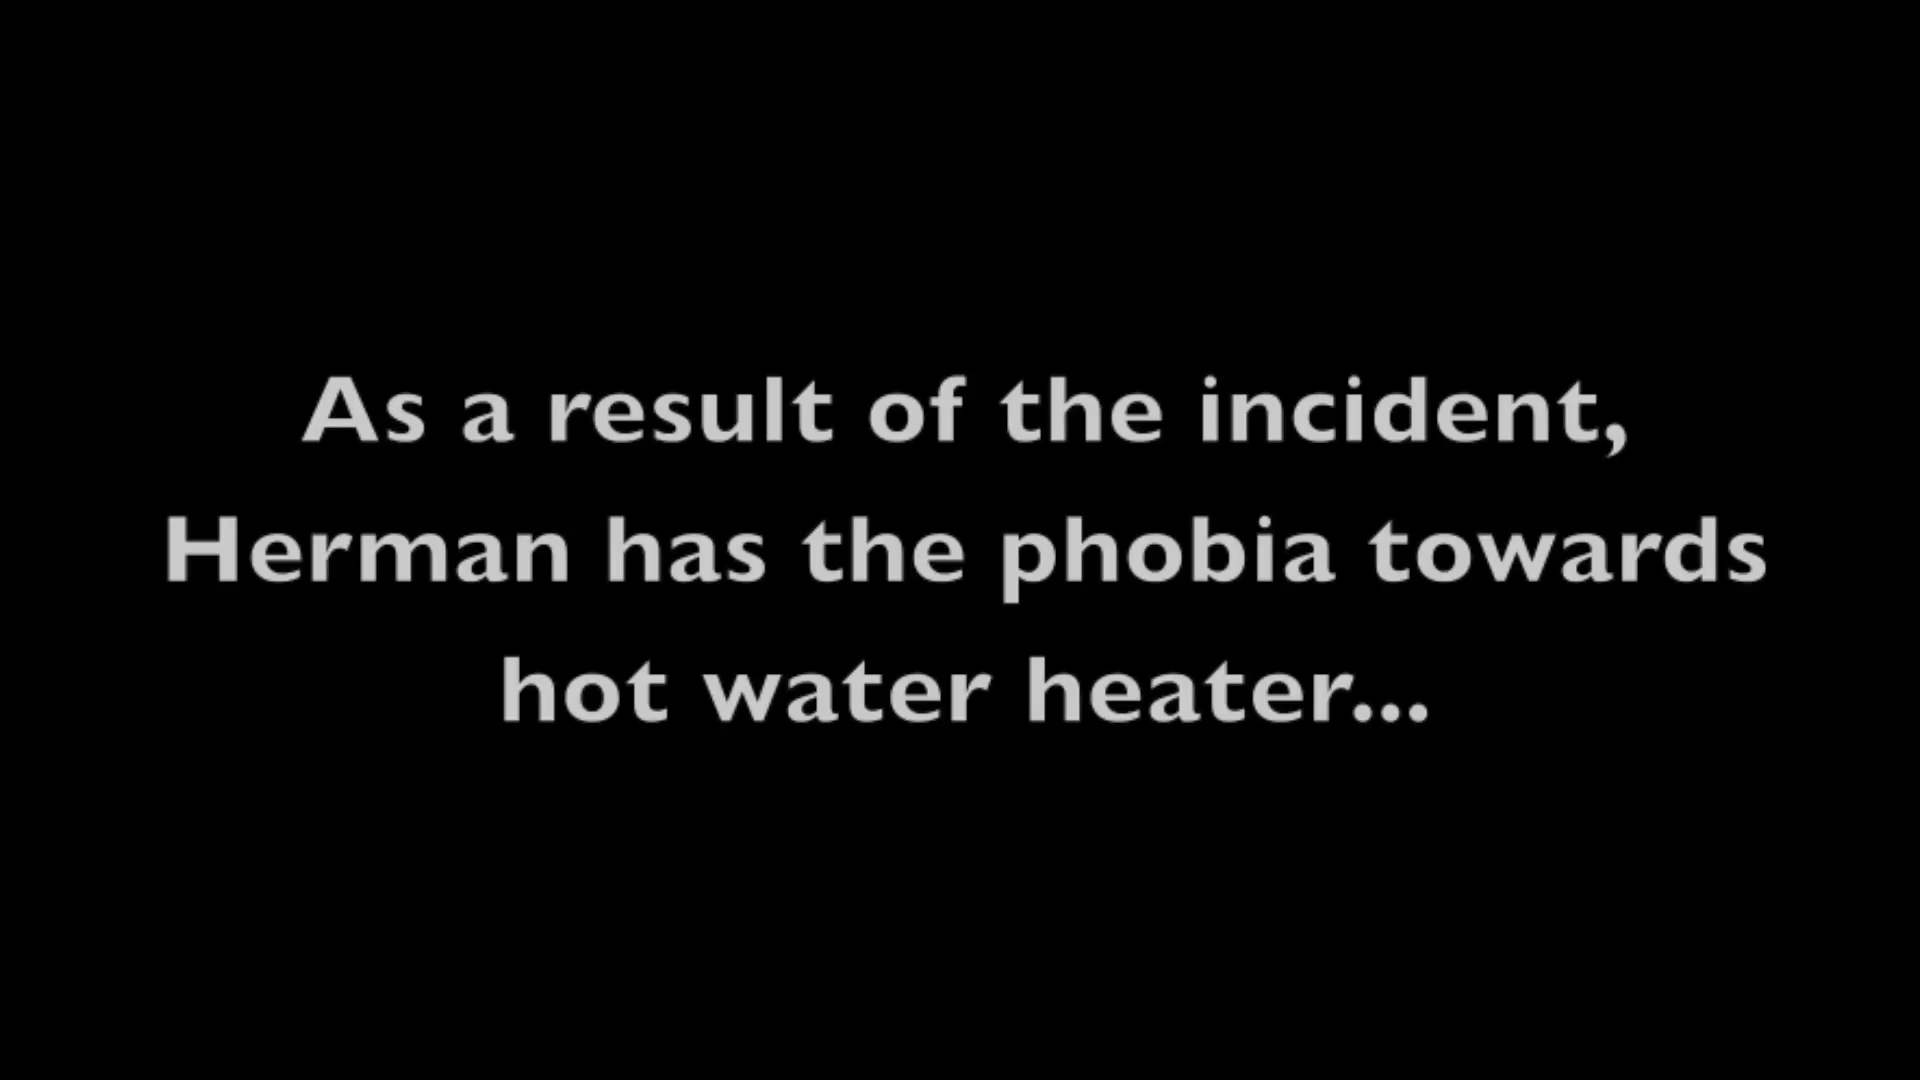 As a result of the incident,
Herman has the phobia towards
hot water heater...